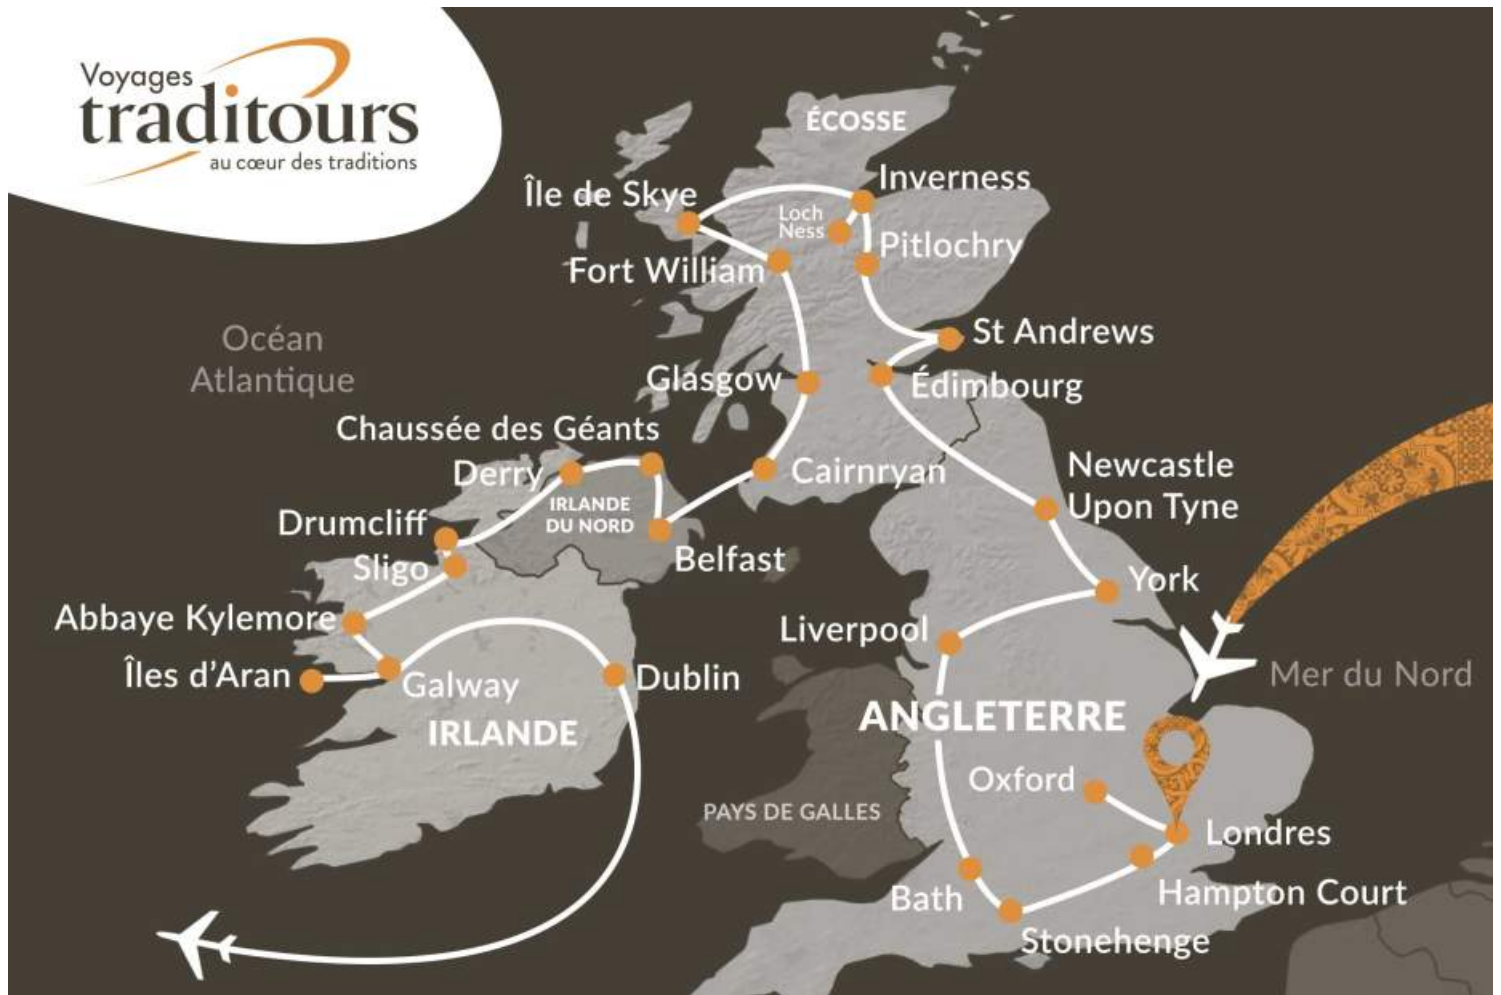 Voyages
traditours
au cœur des traditions
ÉCOSSE
Inverness
Île de Skye
Loch
Ness
Pitlochry
Fort William
Océan
Atlantique
St Andrews
Glasgow
Édimbourg
Chaussée des Géants
Derry
Cairnryan
Newcastle
Upon Tyne
IRLANDE
DU NORD
Drumcliff
Belfast
Sligo
York
Abbaye Kylemore
Liverpool
Îles d'Aran
Galway
Dublin
Mer du Nord
IRLANDE
ANGLETERRE
Oxford
PAYS DE GALLES
Londres
Bath
Hampton Court
Stonehenge